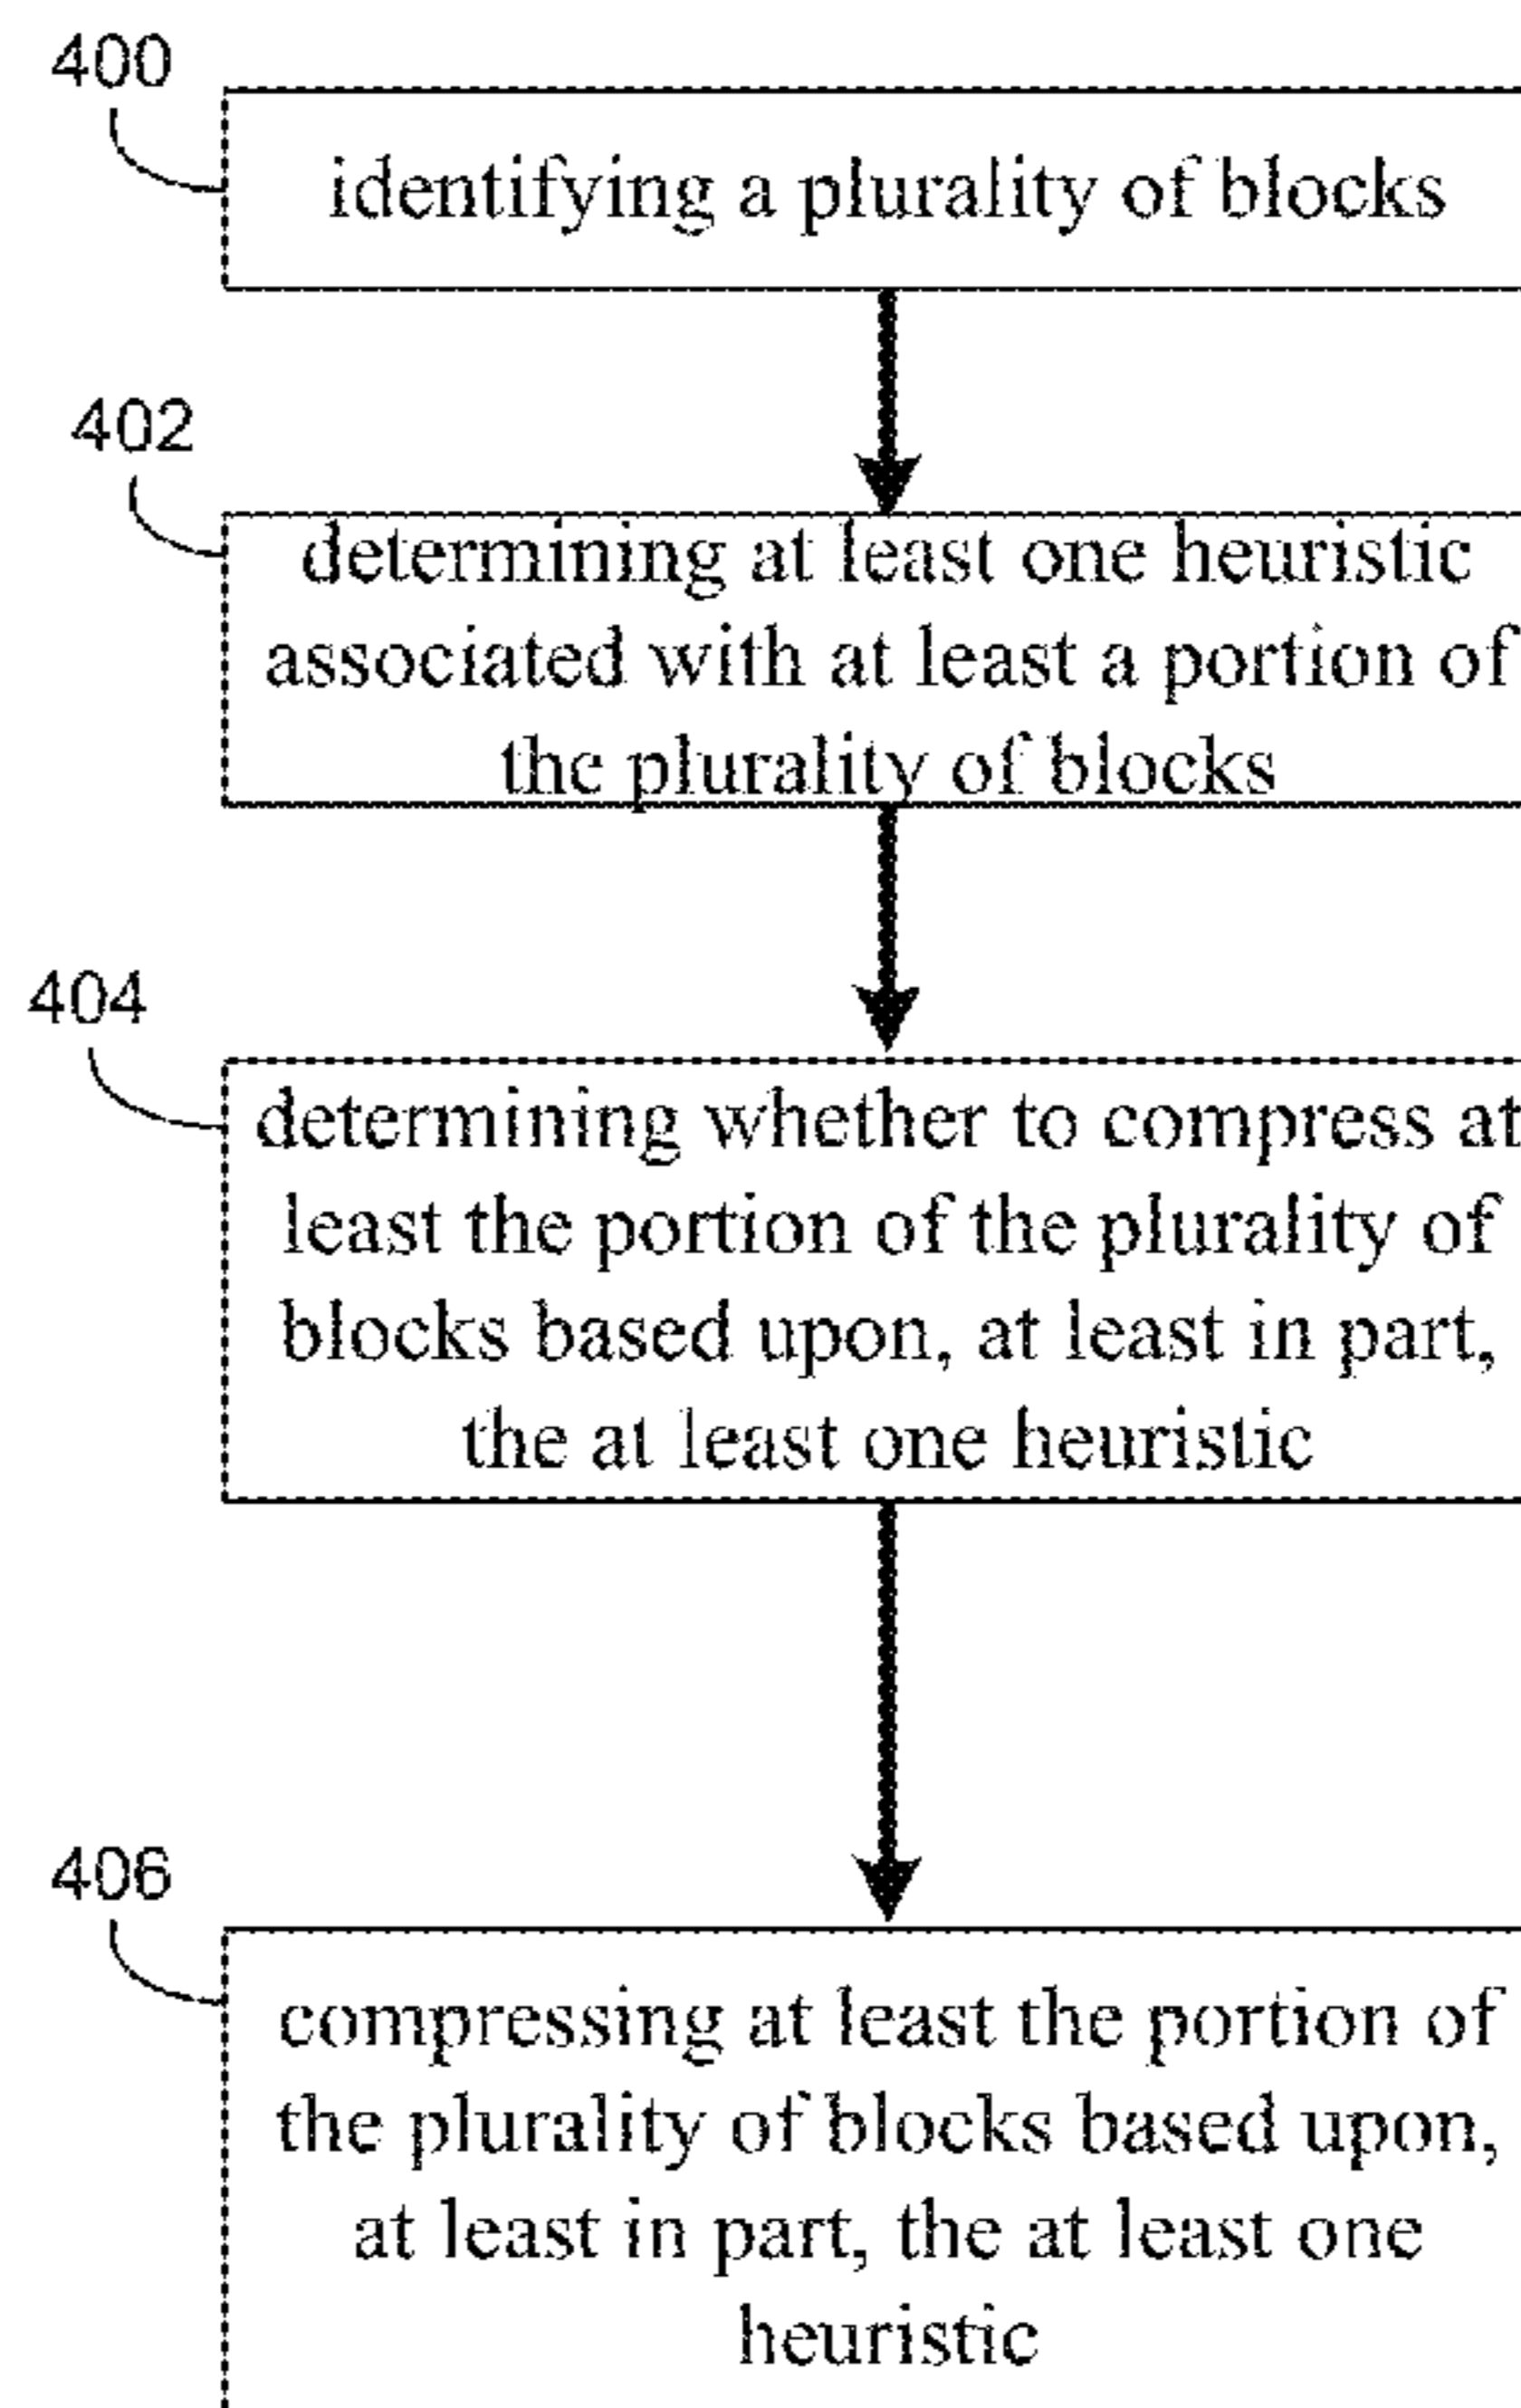 400
identifying a plurality of blocks
402
determining at least one heuristic
associated with at least a portion of
the plurality of blocks
404
determining whether to compress at
least the portion of the plurality of
blocks based upon, at least in part,
the at least one heuristic
406
compressing at least the portion of
the plurality of blocks based upon,
at least in part, the at least one
heuristic